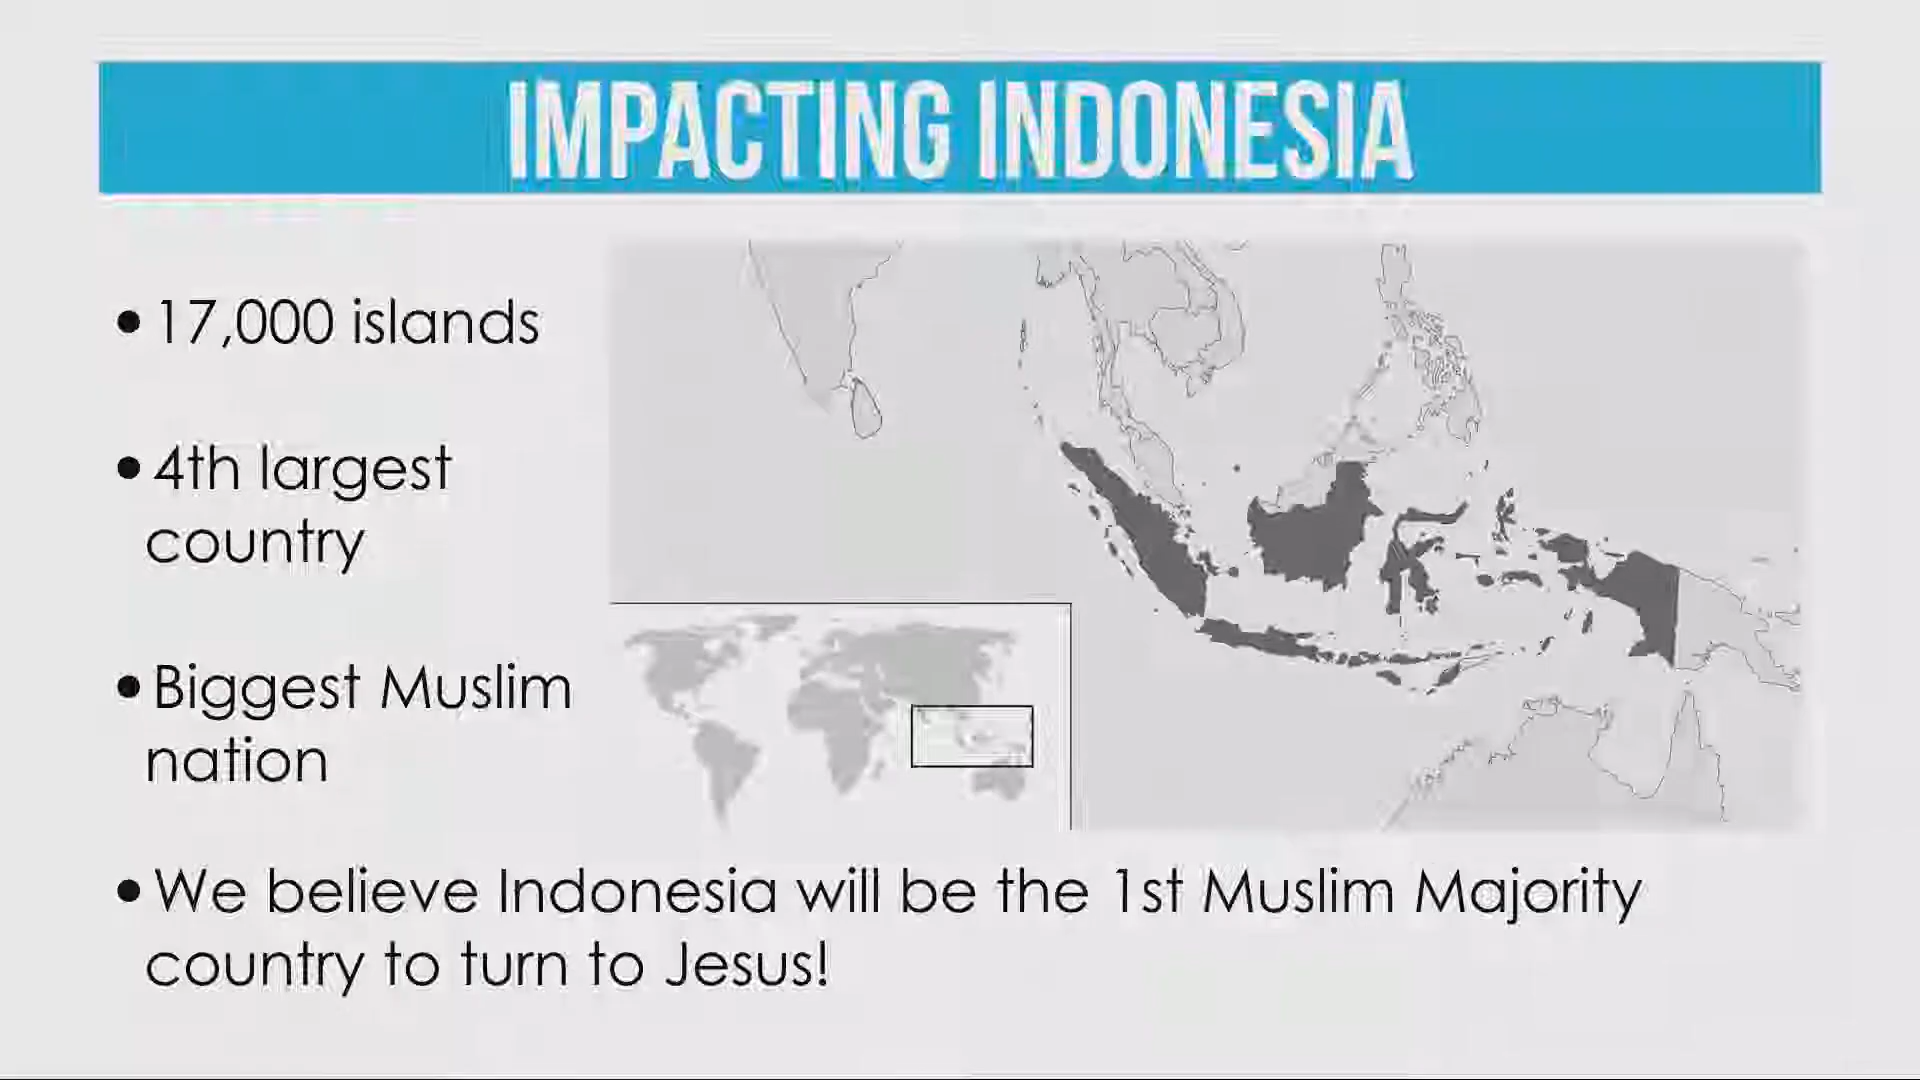 IMPACTING INDONESIA
• 17,000 islands
• 4th largest
country
• Biggest Muslim
nation
• We believe Indonesia will be the 1st Muslim Majority
country to turn to Jesus!